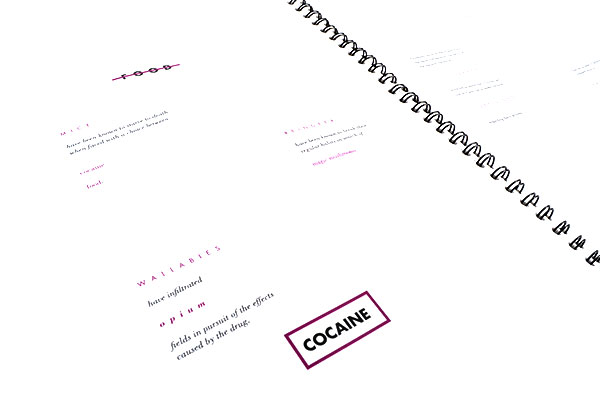 FOOD
MICE
have been known to starve to death
when faced with a choice between
cocaine
food.
REINDEER
have been known to break their
regular habits in search of
magic mushrooms.
WALLABIES
have infiltrated
opium
fields in pursuit of the effects
caused by the drug.
COCAINE